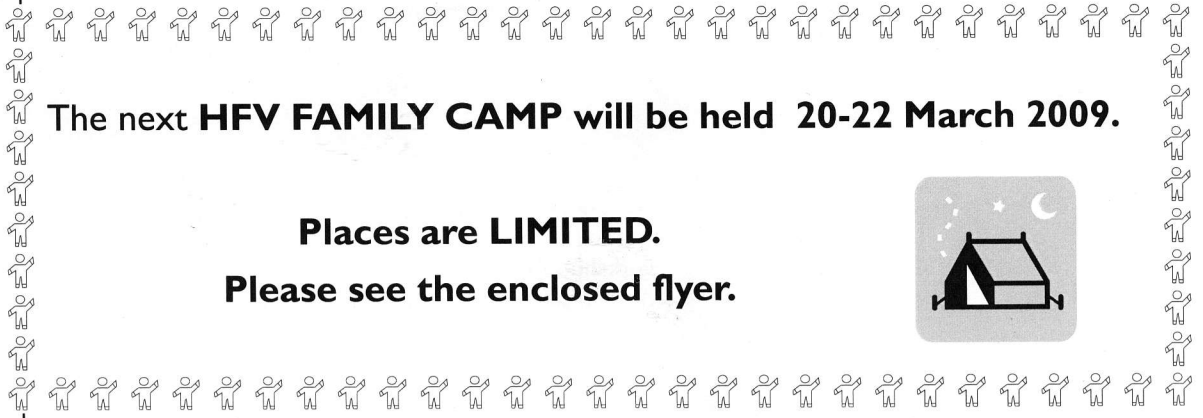 The next HFV FAMILY CAMP will be held 20-22 March 2009.
Places are LIMITED.
Please see the enclosed flyer.